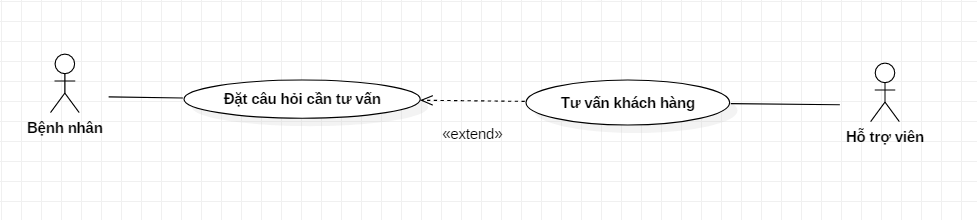 Đặt câu hỏi cần tư vấn
Tư vấn khách hàng
Bệnh nhân
«extend»
Hỗ trợ viên